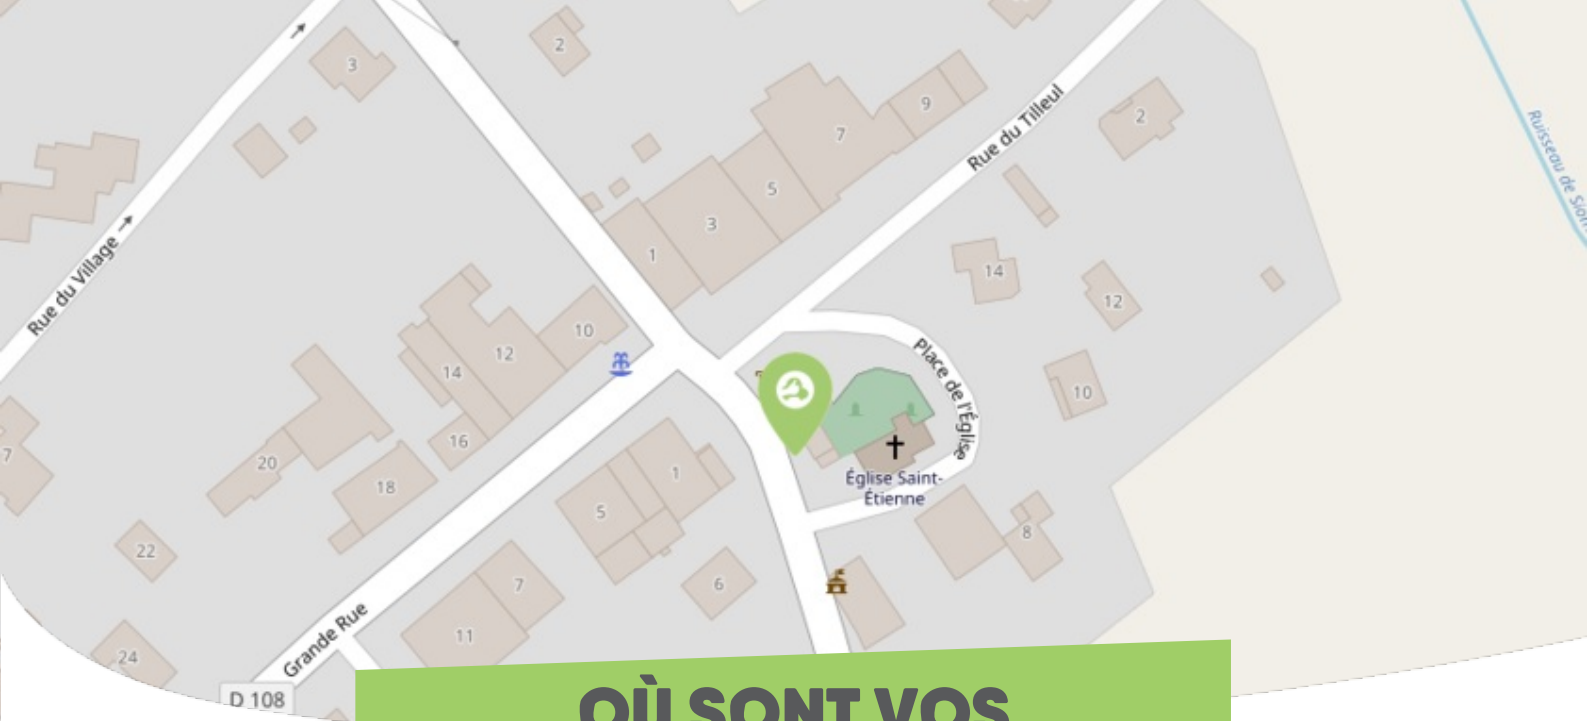 3
2
9
7
2
Rue du Tilleul
Ruisseau de Sion
5
3
1
Rue du Village
14
12
10
12
14
10
Place de l'Église
16
20
7
18
1
5
Église Saint-
Étienne
8
22
7
6
11
Grande Rue
24
D 108
OÙ SONT VOS